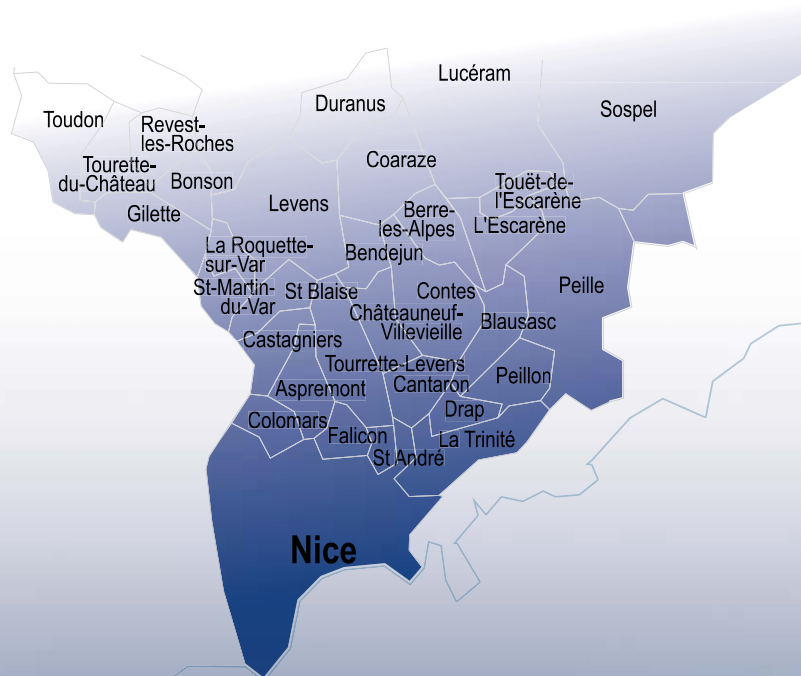 Lucéram
Duranus
Sospel
Toudon
Revest-
les-Roches
Coaraze
Tourette-
du-Château
Bonson
Touët-de-
l'Escarène
Gilette
Levens
Berre-
les-Alpes
L'Escarène
La Roquette-
sur-Var
Bendejun
St-Martin-
du-Var
St Blaise
Contes
Peille
Châteauneuf-
Villevieille
Blausasc
Castagniers
Tourrette-Levens
Cantaron
Peillon
Aspremont
Drap
Colomars
Falicon
La Trinité
St André
Nice